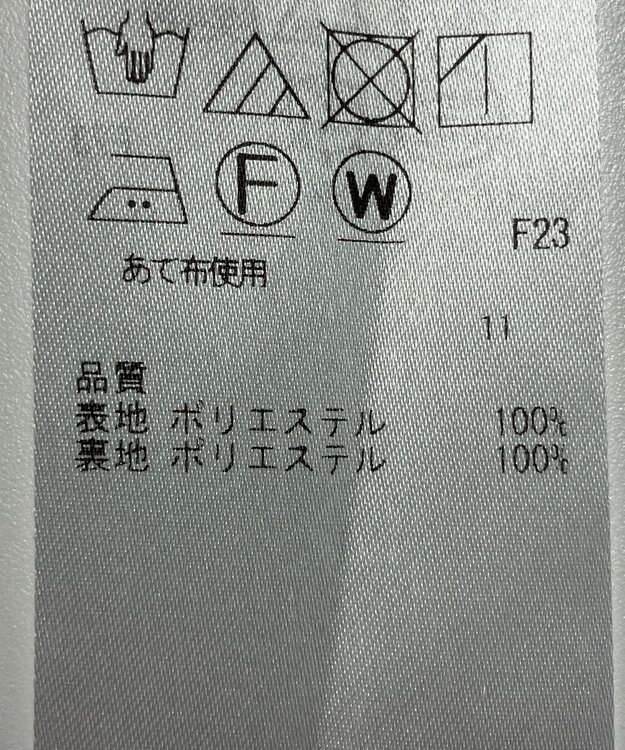 F W
F23
あて布使用
11
品質
表地 ポリエステル 100%
裏地 ポリエステル 100%